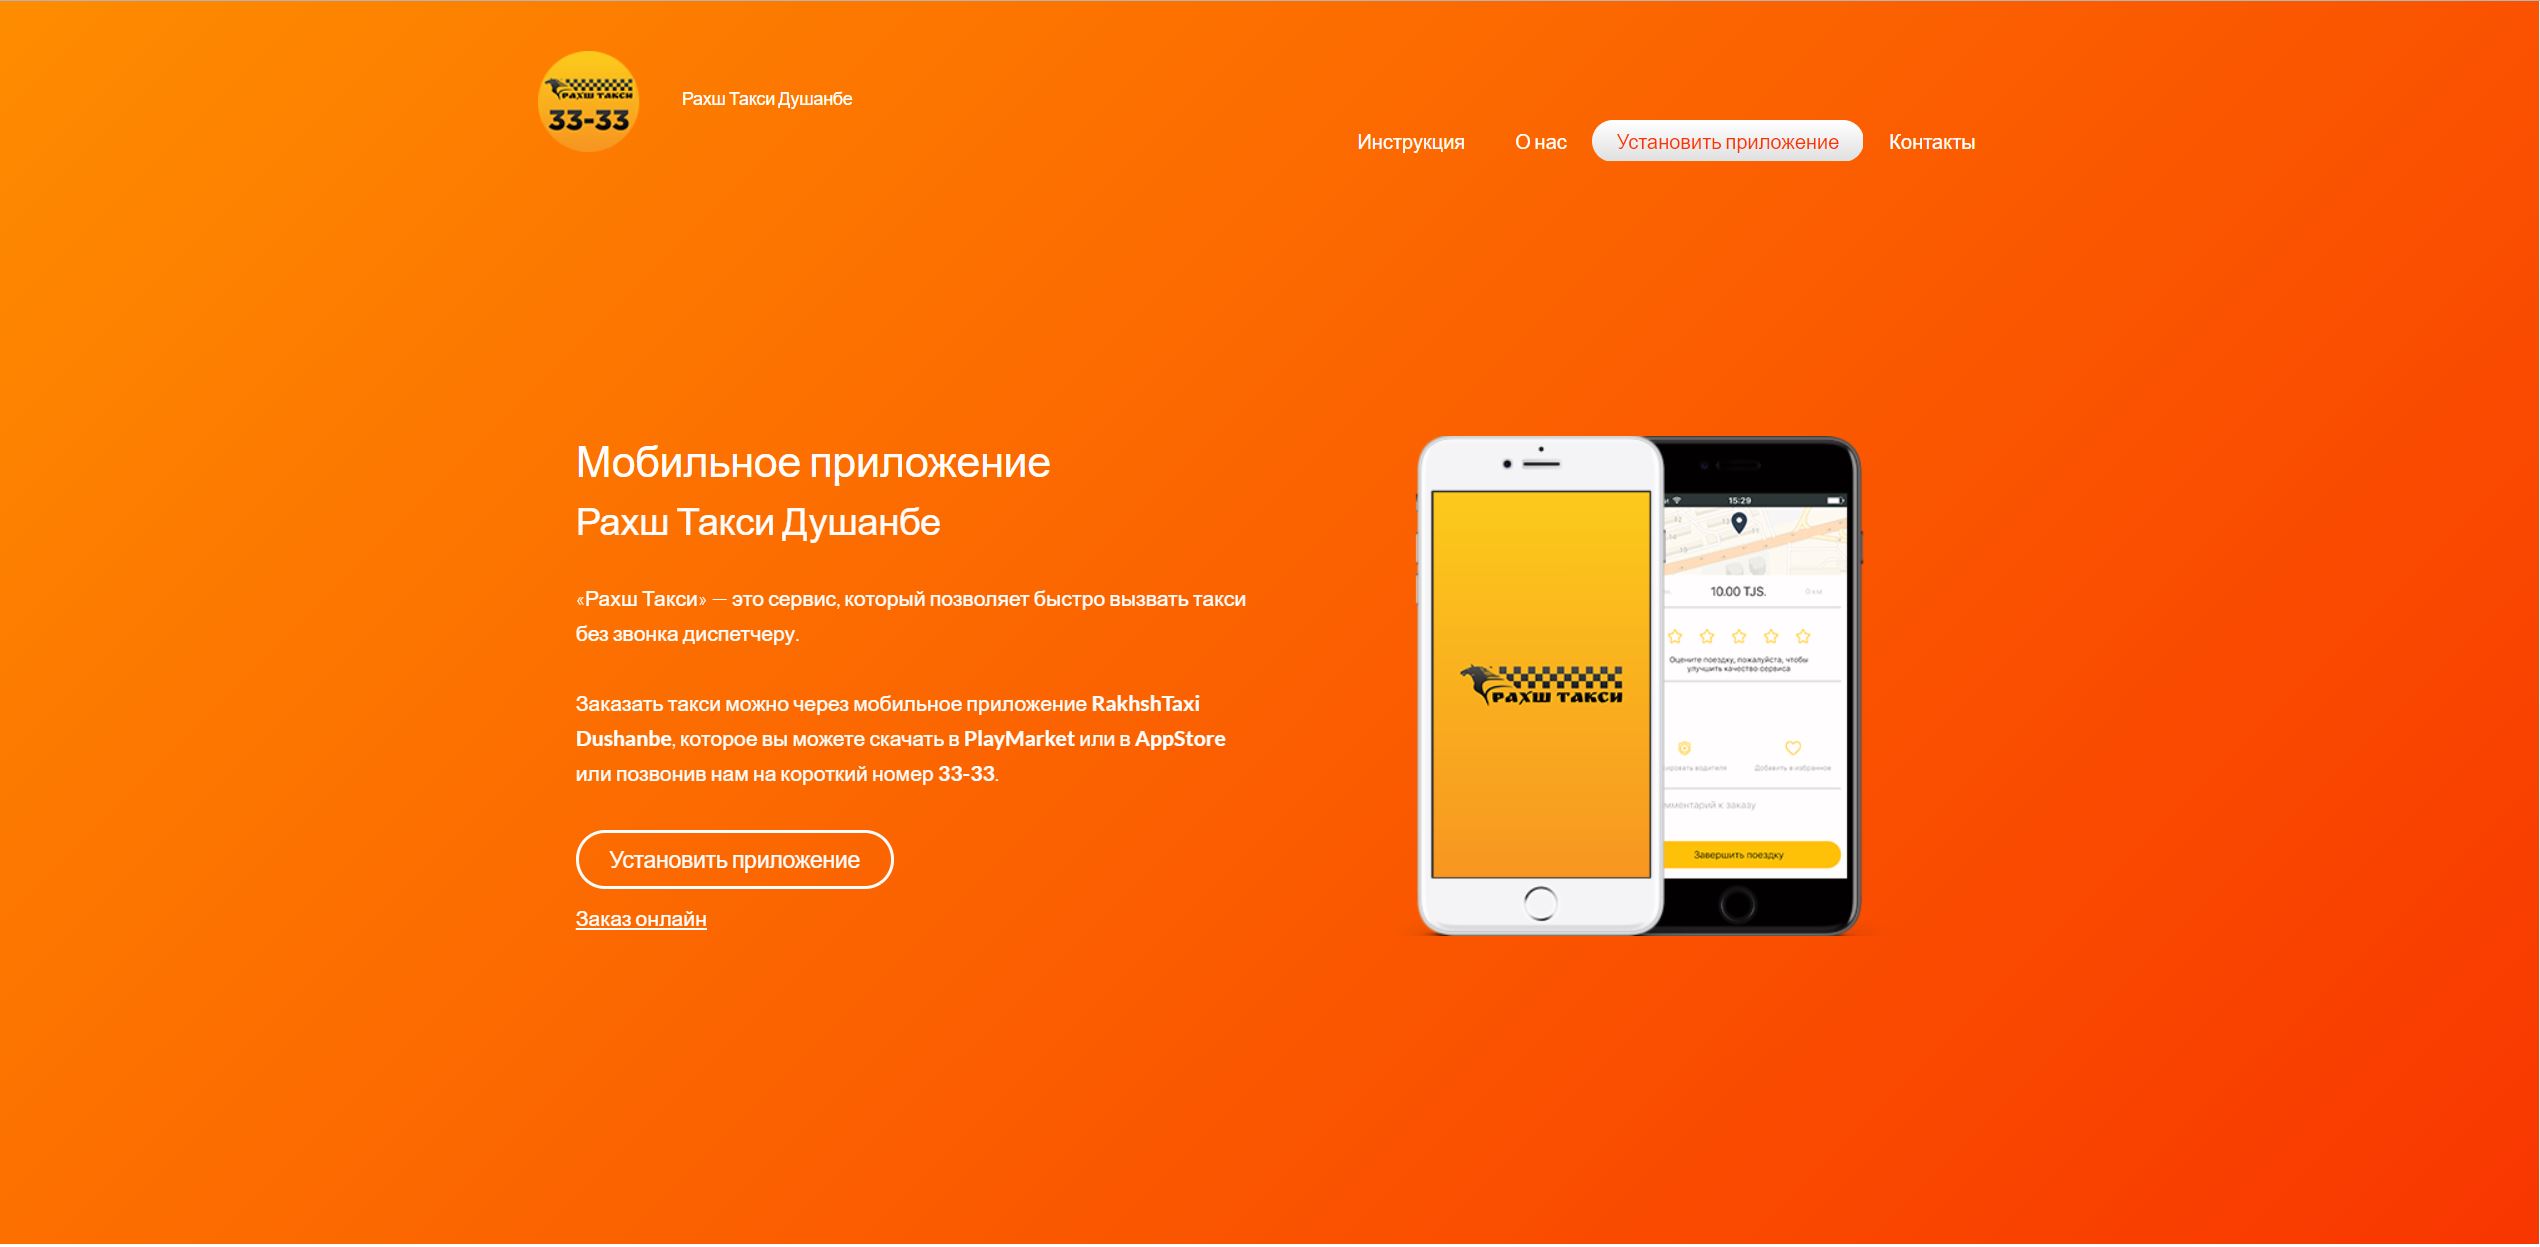 РАХШ ТАКСИ
33-33
Рахш Такси Душанбе
Инструкция
О нас
Установить приложение
Контакты
Мобильное приложение
Рахш Такси Душанбе
«Рахш Такси» — это сервис, который позволяет быстро вызвать такси
без звонка диспетчеру.
Заказать такси можно через мобильное приложение RakhshTaxi
Dushanbe, которое вы можете скачать в PlayMarket или в AppStore
или позвонив нам на короткий номер 33-33.
Установить приложение
Заказ онлайн
РАХШ ТАКСИ
15:29
10.00 TJS.
0 км
Оцените поездку, пожалуйста, чтобы
улучшить качество сервиса
водителя
Добавить в избранное
к заказу
Завершить поездку